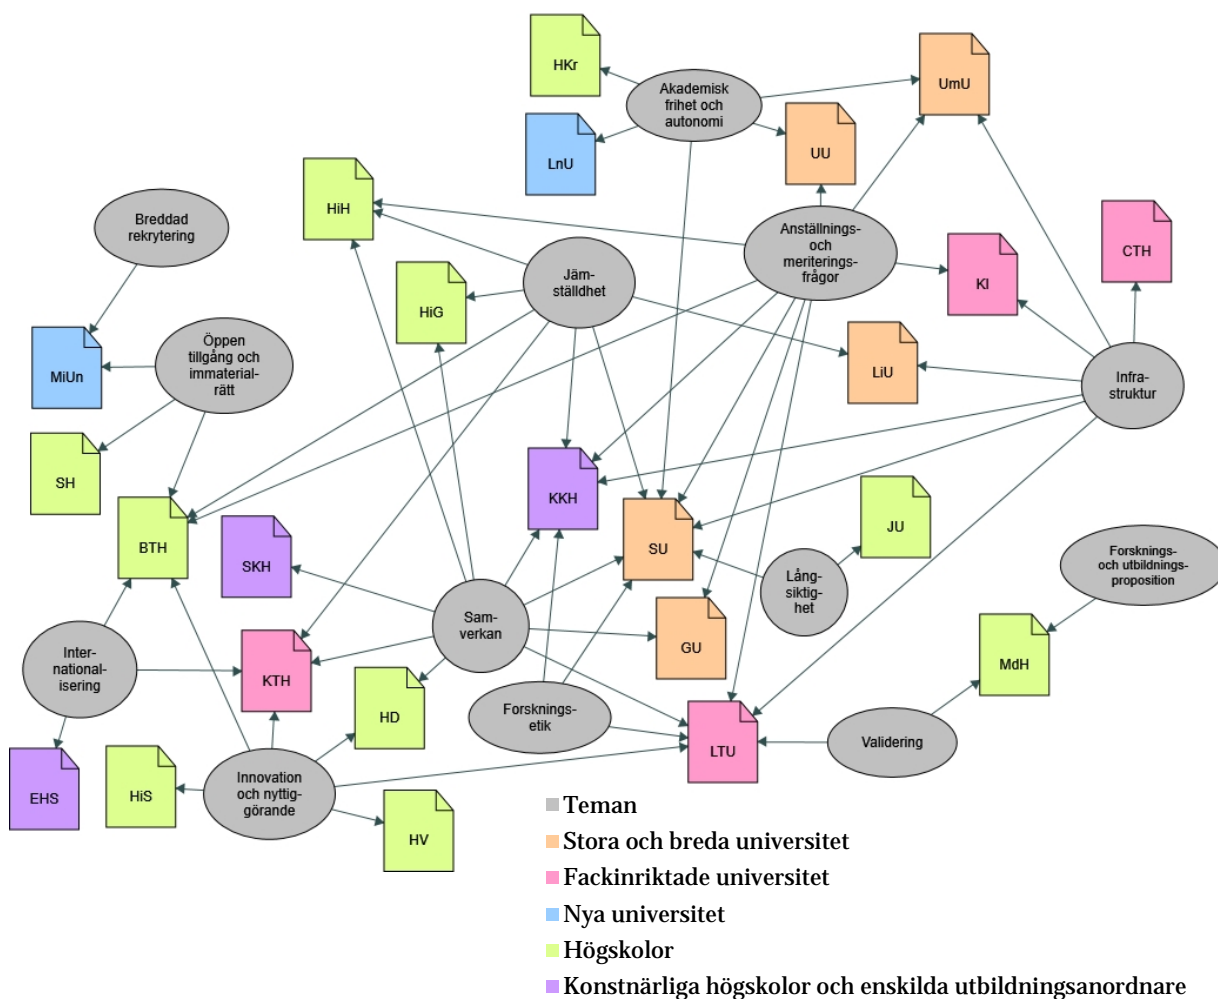 HKr
Akademisk
frihet och
autonomi
UmU
LnU
UU
HiH
Breddad
rekrytering
Anställnings-
och
meriterings-
frågor
CTH
Jäm-
ställdhet
KI
HiG
Öppen
tillgång och
immaterial-
rätt
MiUn
LiU
Infra-
struktur
SH
KKH
JU
BTH
SU
SKH
Lång-
siktig-
het
Forsknings-
och utbildnings-
proposition
Sam-
verkan
GU
MdH
Inter-
national-
isering
KTH
HD
Forsknings-
etik
LTU
Validering
EHS
HiS
Innovation
och nyttig-
görande
HV
Teman
Stora och breda universitet
Fackinriktade universitet
Nya universitet
Högskolor
Konstnärliga högskolor och enskilda utbildningsanordnare